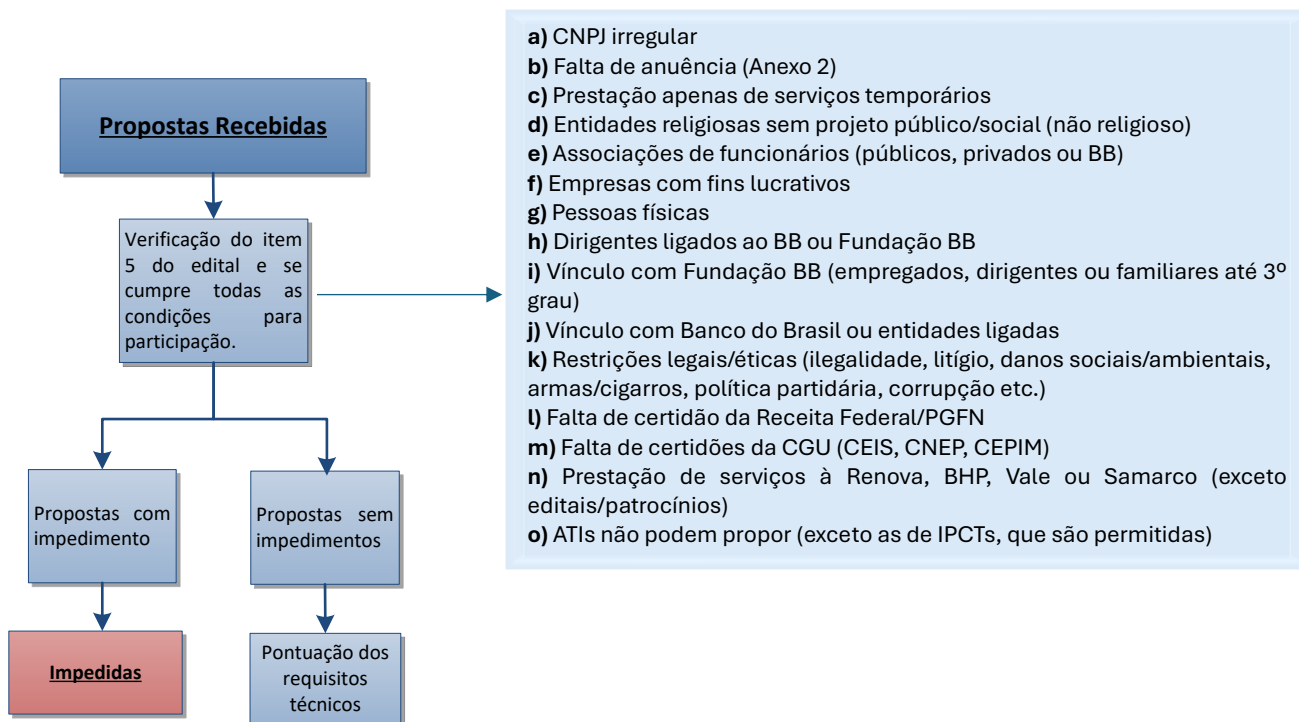 Propostas Recebidas
Verificação do item
5 do edital e se
cumpre todas as
condições para
participação.
Propostas com
impedimento
Propostas sem
impedimentos
Impedidas
Pontuação dos
requisitos
técnicos
a) CNPJ irregular
b) Falta de anuência (Anexo 2)
c) Prestação apenas de serviços temporários
d) Entidades religiosas sem projeto público/social (não religioso)
e) Associações de funcionários (públicos, privados ou BB)
f) Empresas com fins lucrativos
g) Pessoas físicas
h) Dirigentes ligados ao BB ou Fundação BB
i) Vínculo com Fundação BB (empregados, dirigentes ou familiares até 3º
grau)
j) Vínculo com Banco do Brasil ou entidades ligadas
k) Restrições legais/éticas (ilegalidade, litígio, danos sociais/ambientais,
armas/cigarros, política partidária, corrupção etc.)
l) Falta de certidão da Receita Federal/PGFN
m) Falta de certidões da CGU (CEIS, CNEP, CEPIM)
n) Prestação de serviços à Renova, BHP, Vale ou Samarco (exceto
editais/patrocínios)
o) ATIs não podem propor (exceto as de IPCTs, que são permitidas)